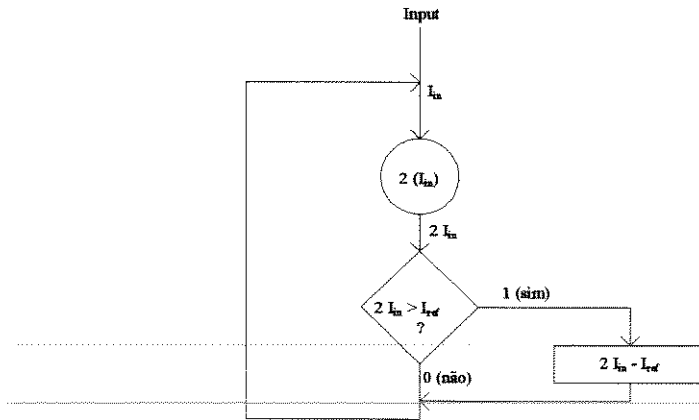 Input
I_in
2 (I_in)
2 I_in
2 I_in > I_ref
?
1 (sim)
2 I_in - I_ref
0 (não)